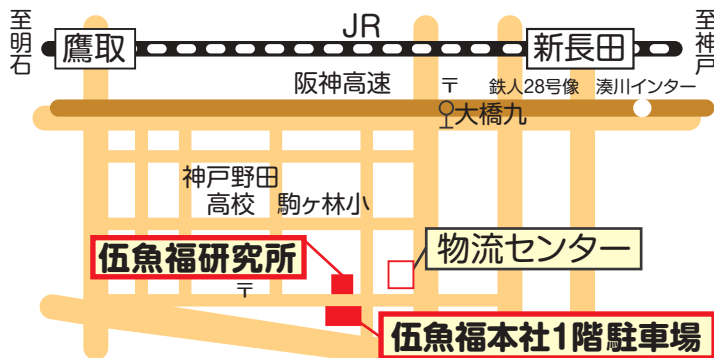 至明石
JR
至神戸
鷹取
新長田
阪神高速
〒
鉄人28号像
湊川インター
大橋九
神戸野田
高校
駒ヶ林小
伍魚福研究所
物流センター
〒
伍魚福本社1階駐車場